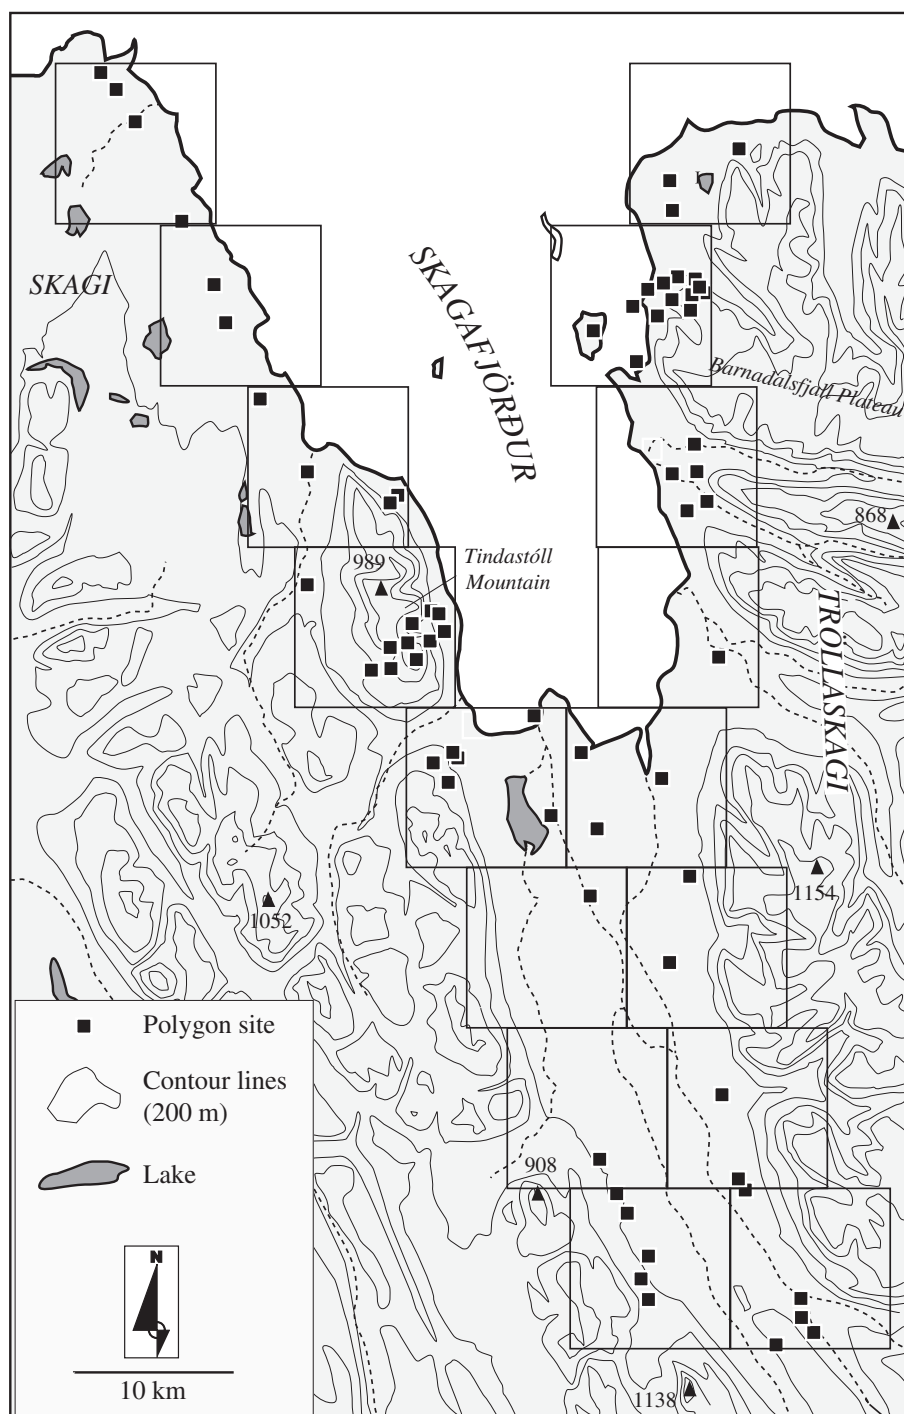 SKAGI
SKAGAFJÖRÐUR
Barnadalsfjall Plateau
868
Tindastóll
Mountain
989
TROLLASKAGI
1052
1154
Polygon site
Contour lines
(200 m)
Lake
908
N
10 km
1138